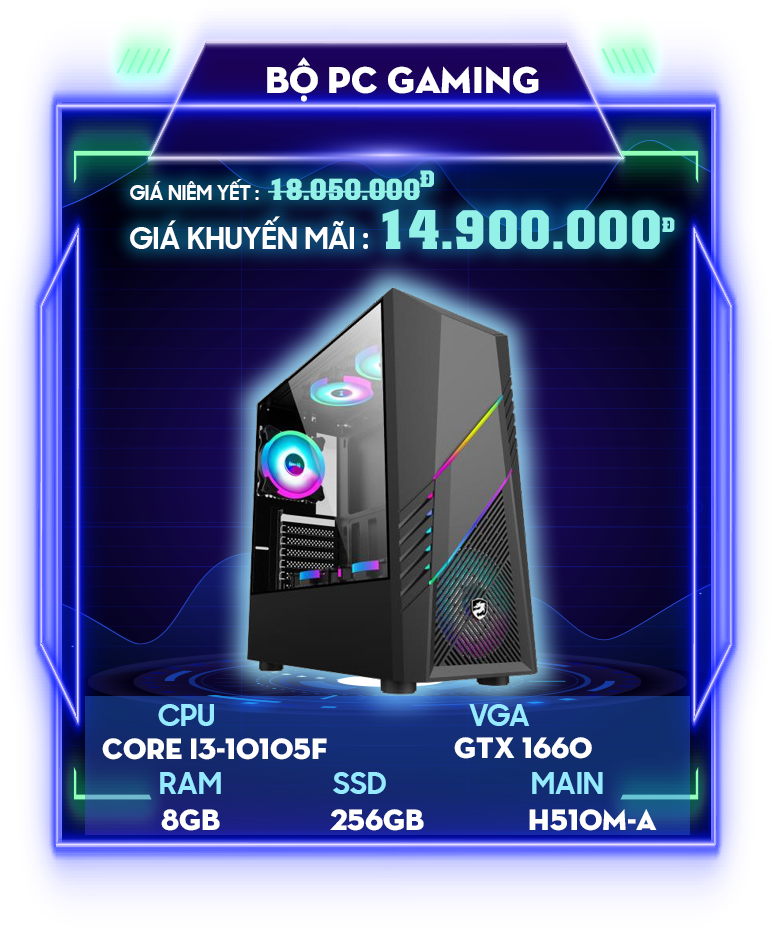 BỘ PC GAMING
GIÁ NIÊM YẾT : 18.050.000Đ
GIÁ KHUYẾN MÃI : 14.900.000Đ
CPU VGA
CORE I3-10105F GTX 1660
RAM SSD MAIN
8GB 256GB H510M-A